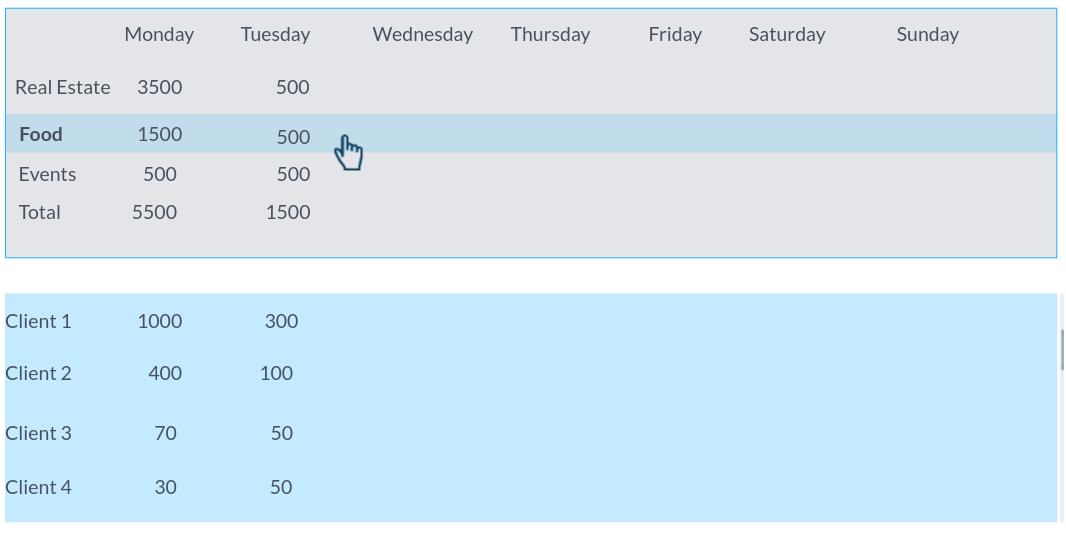 Monday Tuesday Wednesday Thursday Friday Saturday Sunday
Real Estate 3500 500
Food 1500 500
Events 500 500
Total 5500 1500
Client 1 1000 300
Client 2 400 100
Client 3 70 50
Client 4 30 50